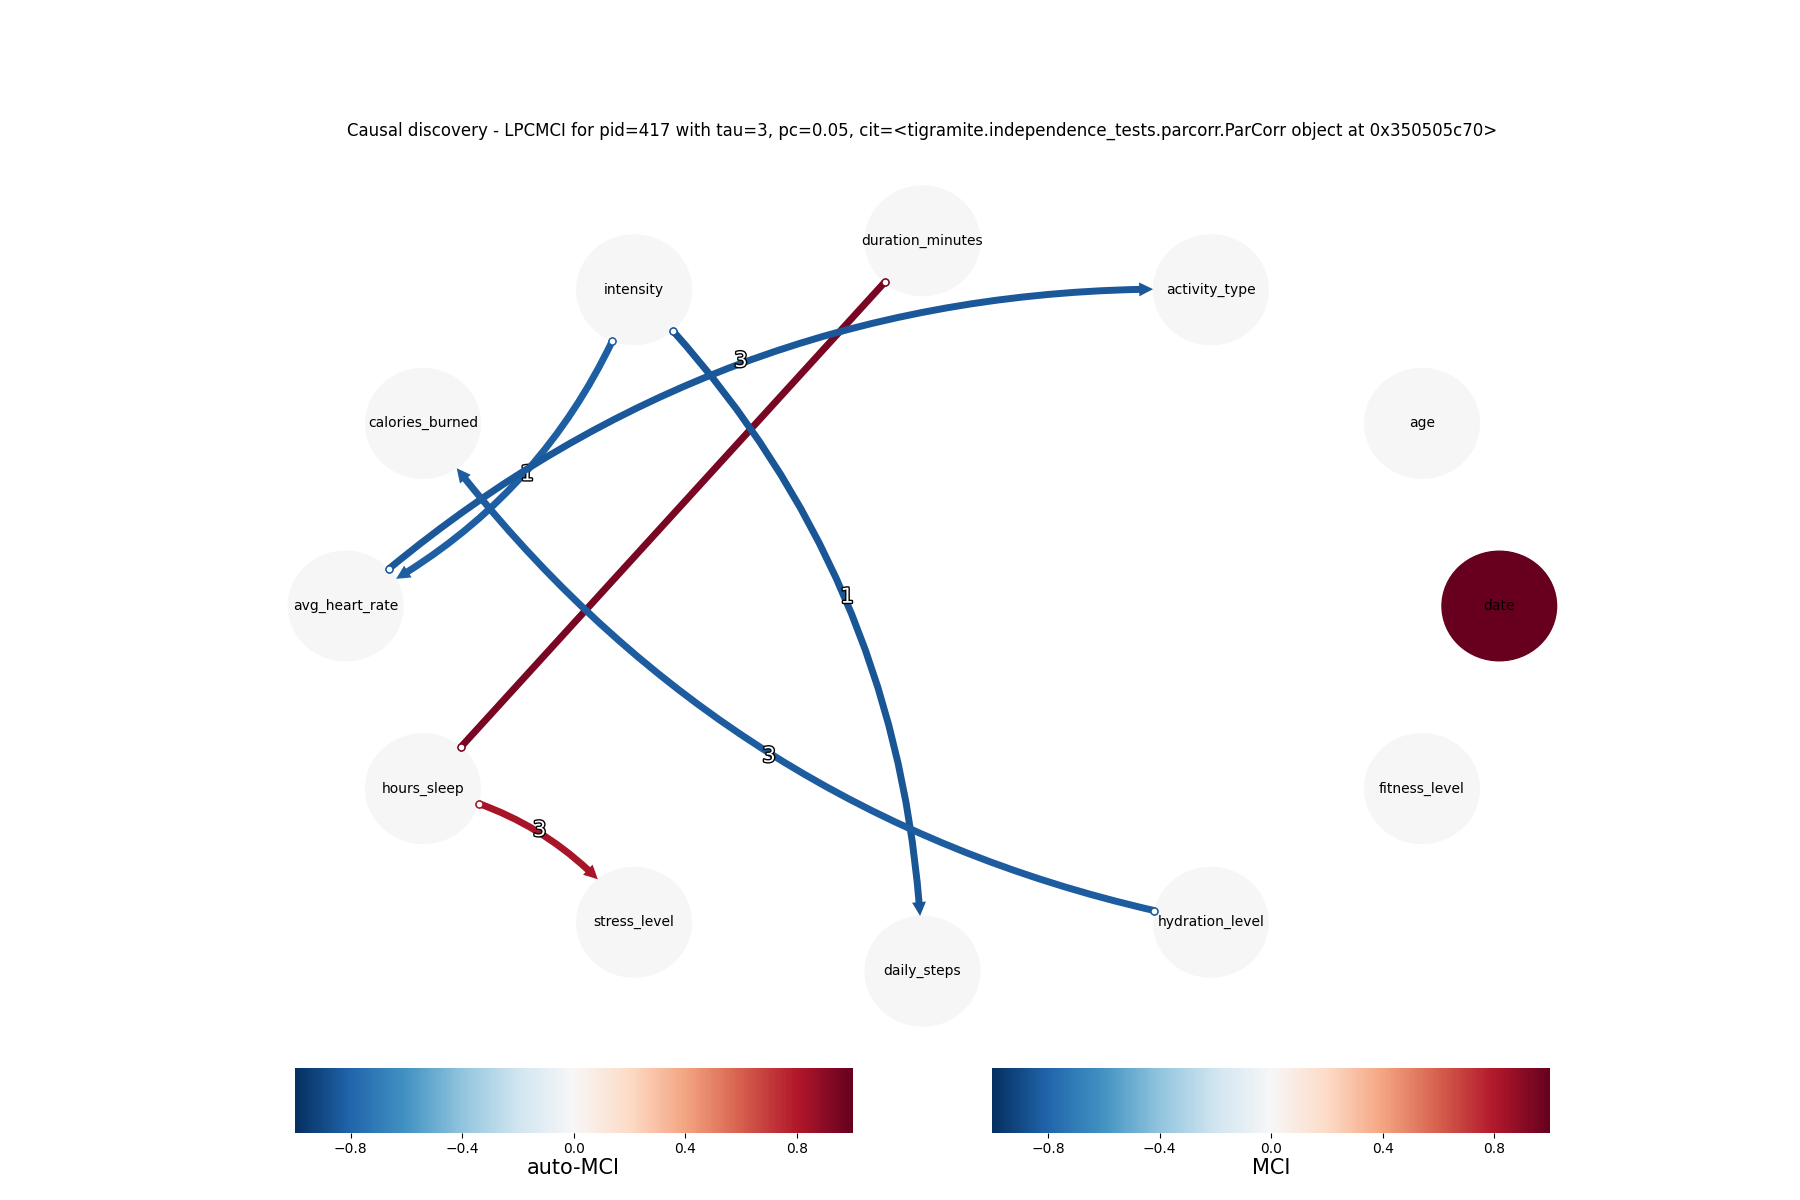 Causal discovery - LPCMCI for pid=417 with tau=3, pc=0.05, cit=<tigramite.independence_tests.parcorr.ParCorr object at 0x350505c70>
duration_minutes
intensity
activity_type
3
calories_burned
age
1
1
avg_heart_rate
date
3
hours_sleep
fitness_level
3
stress_level
hydration_level
daily_steps
−0.8 −0.4 0.0 0.4 0.8
auto-MCI
−0.8 −0.4 0.0 0.4 0.8
MCI